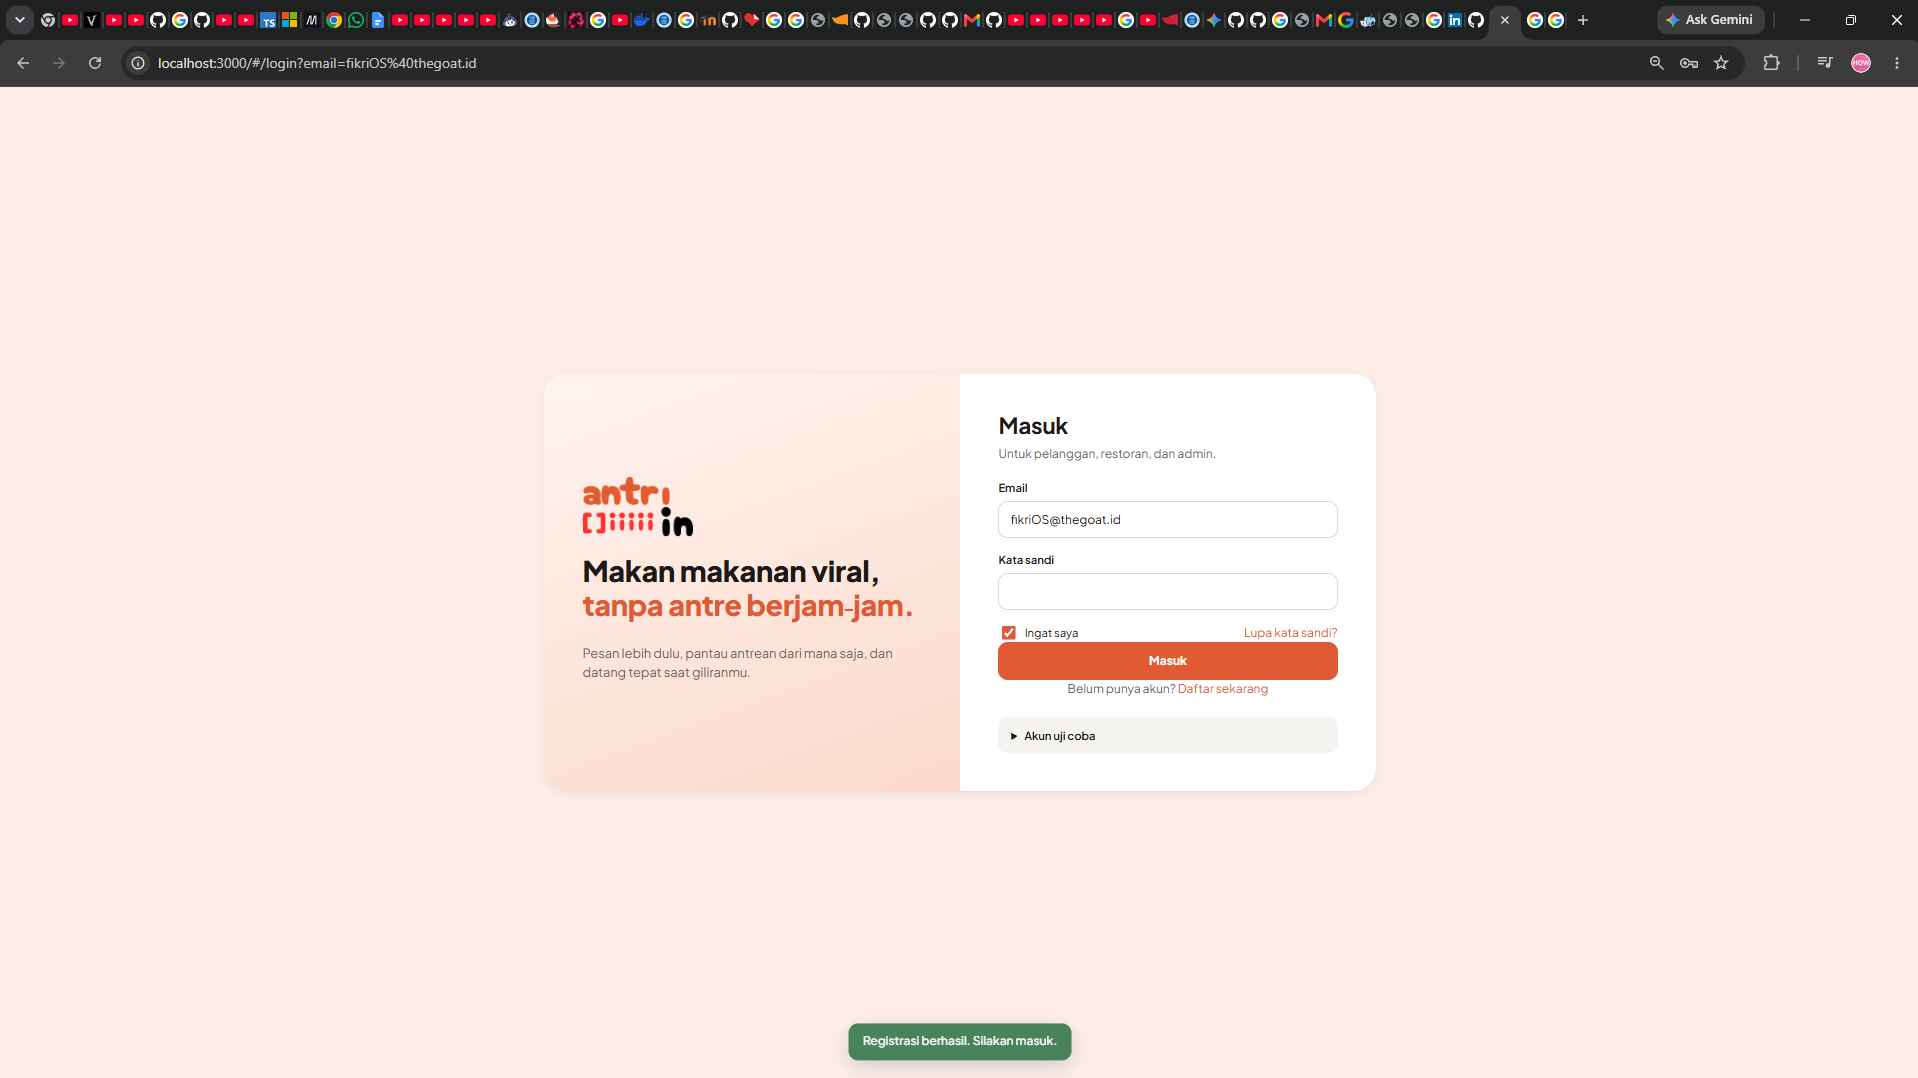 Ask Gemini
localhost:3000/#/login?email=fikriOS%40thegoat.id
antri
in
Makan makanan viral,
tanpa antre berjam-jam.
Pesan lebih dulu, pantau antrean dari mana saja, dan
datang tepat saat giliranmu.
Masuk
Untuk pelanggan, restoran, dan admin.
Email
fikriOS@thegoat.id
Kata sandi
Ingat saya
Lupa kata sandi?
Masuk
Belum punya akun? Daftar sekarang
Akun uji coba
Registrasi berhasil. Silakan masuk.